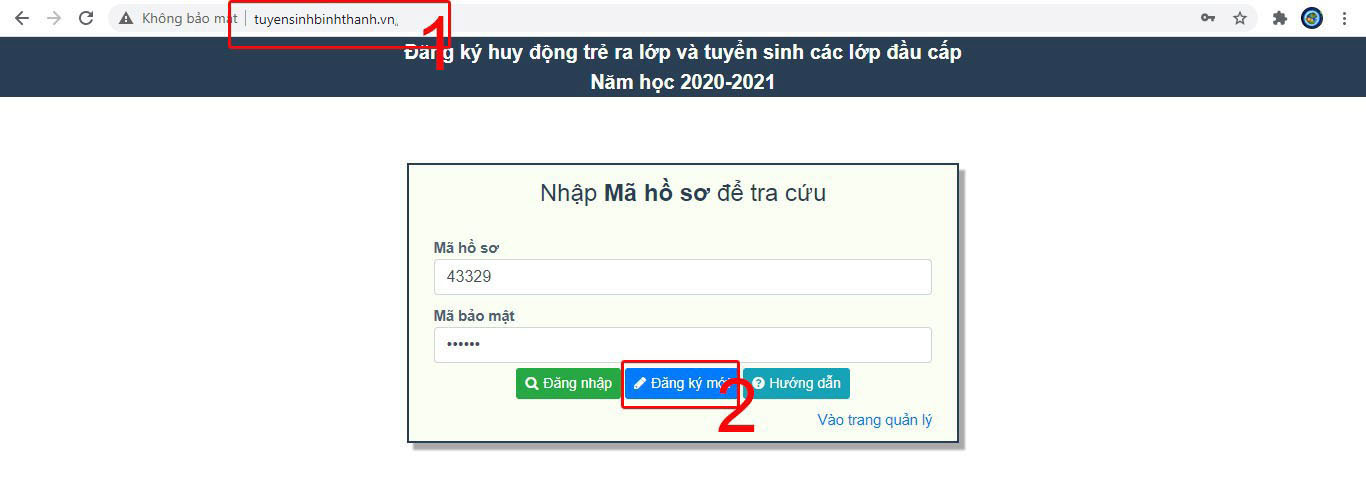 Không bảo mật
tuyensinhbinhthanh.vn
1
Đăng ký huy động trẻ ra lớp và tuyển sinh các lớp đầu cấp
Năm học 2020-2021
Nhập Mã hồ sơ để tra cứu
Mã hồ sơ
43329
Mã bảo mật
••••••
Đăng nhập Đăng ký mới Hướng dẫn
2
Vào trang quản lý